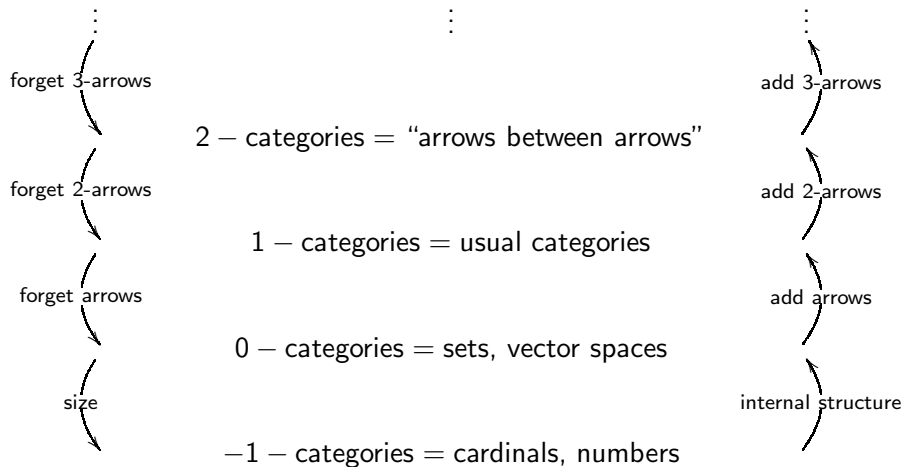 ⋮ ⋮ ⋮
forget 3-arrows add 3-arrows
2 − categories = “arrows between arrows”
forget 2-arrows add 2-arrows
1 − categories = usual categories
forget arrows add arrows
0 − categories = sets, vector spaces
size internal structure
−1 − categories = cardinals, numbers